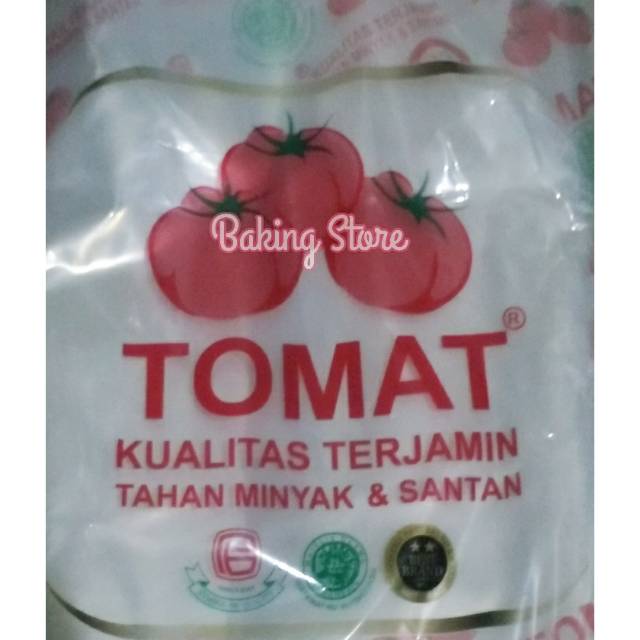 Baking Store
TOMAT®
KUALITAS TERJAMIN
TAHAN MINYAK & SANTAN